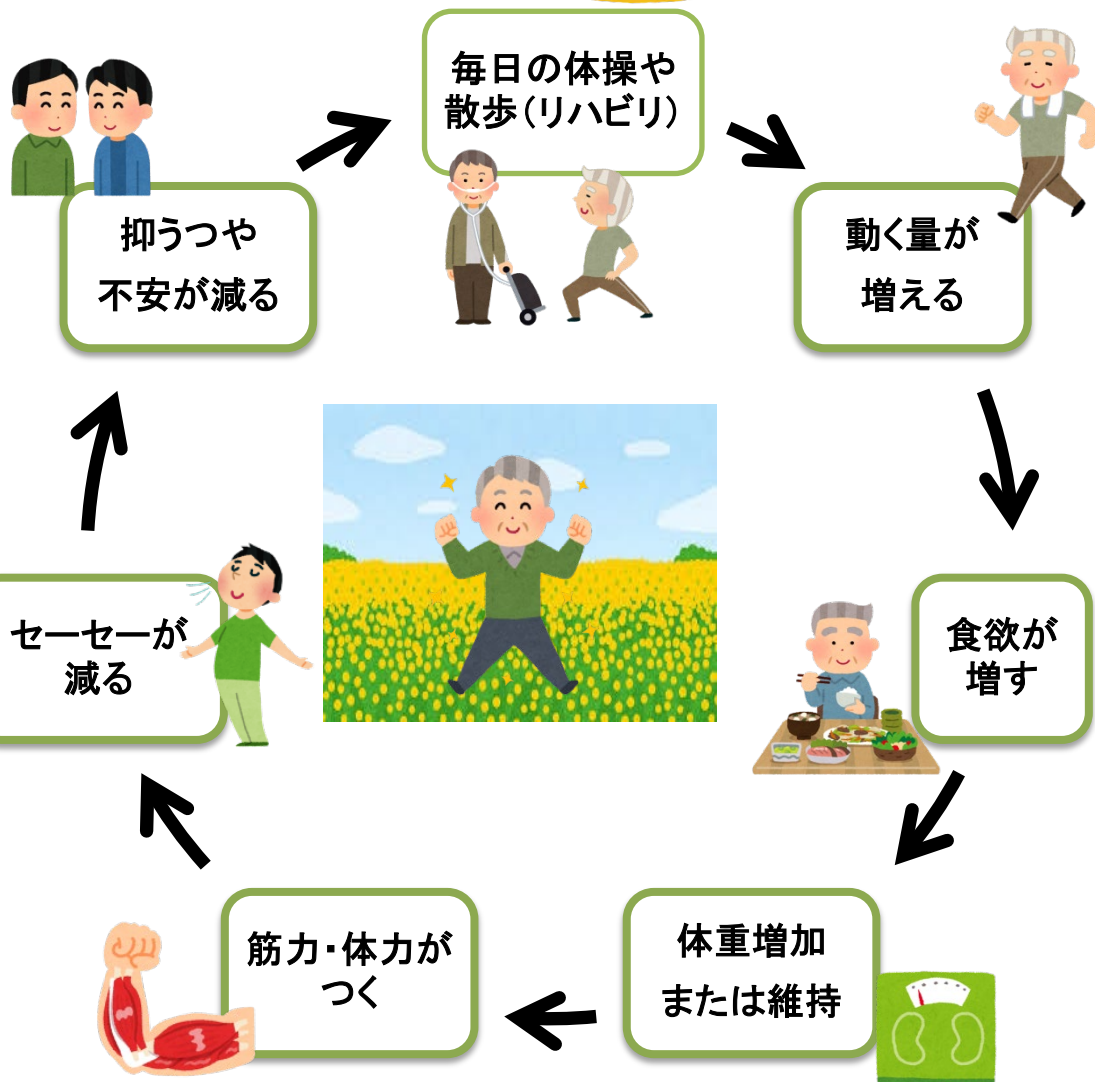 毎日の体操や
散歩（リハビリ）
動く量が
増える
食欲が
増す
体重増加
または維持
筋力・体力が
つく
セーセーが
減る
抑うつや
不安が減る